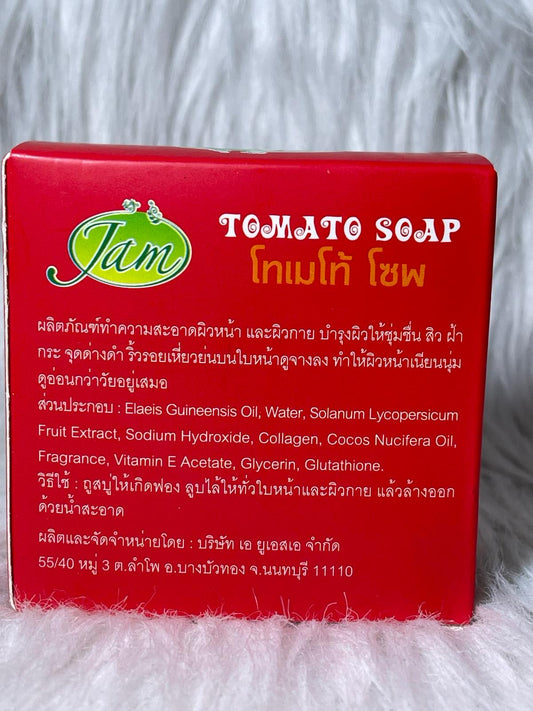 Jam
TOMATO SOAP
โทเมโท้ โซพ
ผลิตภัณฑ์ทำความสะอาดผิวหน้า และผิวกาย บำรุงผิวให้ชุ่มชื่น สิว ฝ้า
กระ จุดด่างดำ ริ้วรอยเหี่ยวย่นบนใบหน้าดูจางลง ทำให้ผิวหน้าเนียนนุ่ม
ดูอ่อนกว่าวัยอยู่เสมอ
ส่วนประกอบ : Elaeis Guineensis Oil, Water, Solanum Lycopersicum
Fruit Extract, Sodium Hydroxide, Collagen, Cocos Nucifera Oil,
Fragrance, Vitamin E Acetate, Glycerin, Glutathione.
วิธีใช้ : ถูสบู่ให้เกิดฟอง ลูบไล้ให้ทั่วใบหน้าและผิวกาย แล้วล้างออก
ด้วยน้ำสะอาด
ผลิตและจัดจำหน่ายโดย : บริษัท เอ ยูเอสเอ จำกัด
55/40 หมู่ 3 ต.ลำโพ อ.บางบัวทอง จ.นนทบุรี 11110